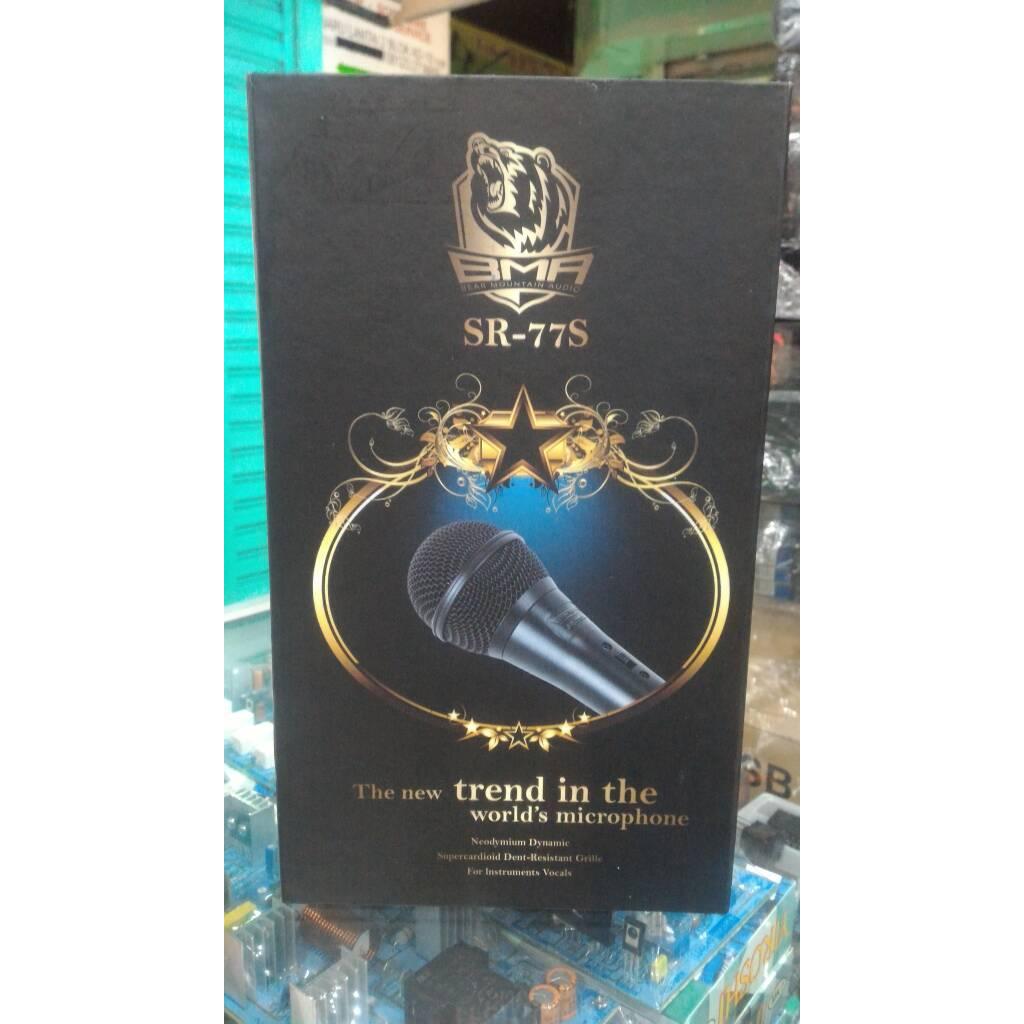 BMA
BEAR MOUNTAIN AUDIO
SR-77S
The new trend in the
world's microphone
Neodymium Dynamic
Supercardioid Dent-Resistant Grille
For Instruments Vocals